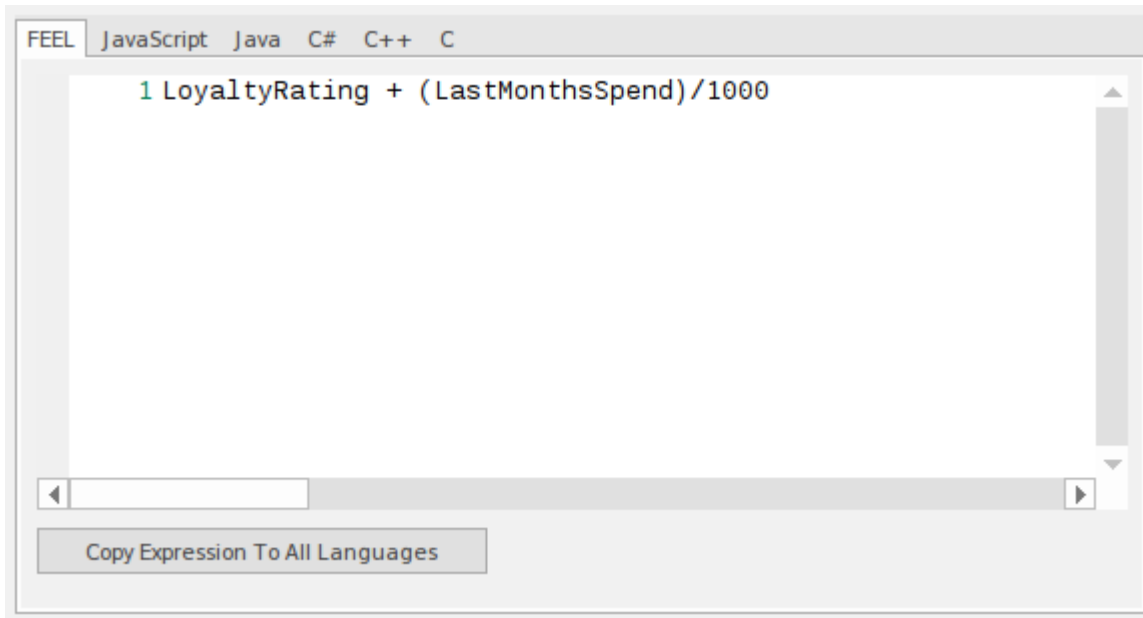 FEEL JavaScript Java C# C++ C
1 LoyaltyRating + (LastMonthsSpend)/1000
Copy Expression To All Languages